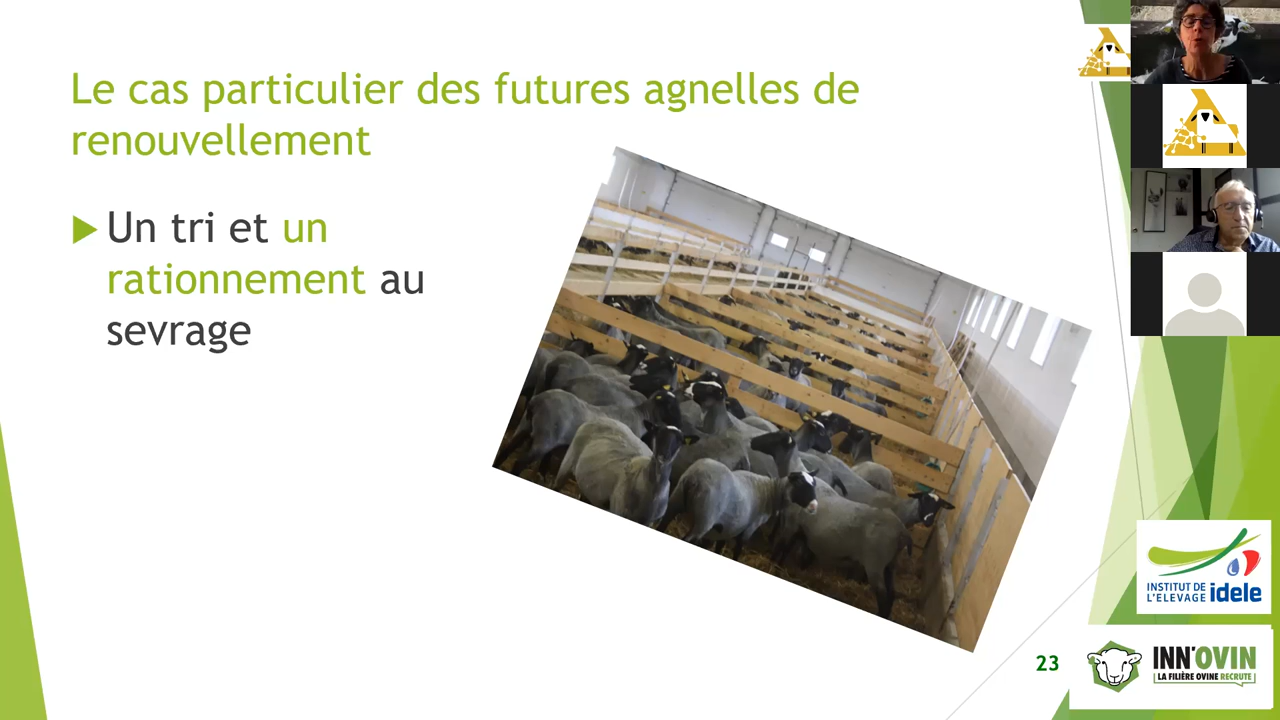 Le cas particulier des futures agnelles de
renouvellement
Un tri et un
rationnement au
sevrage
INSTITUT DE
L'ELEVAGE idele
23
INN'OVIN
LA FILIÈRE OVINE RECRUTE